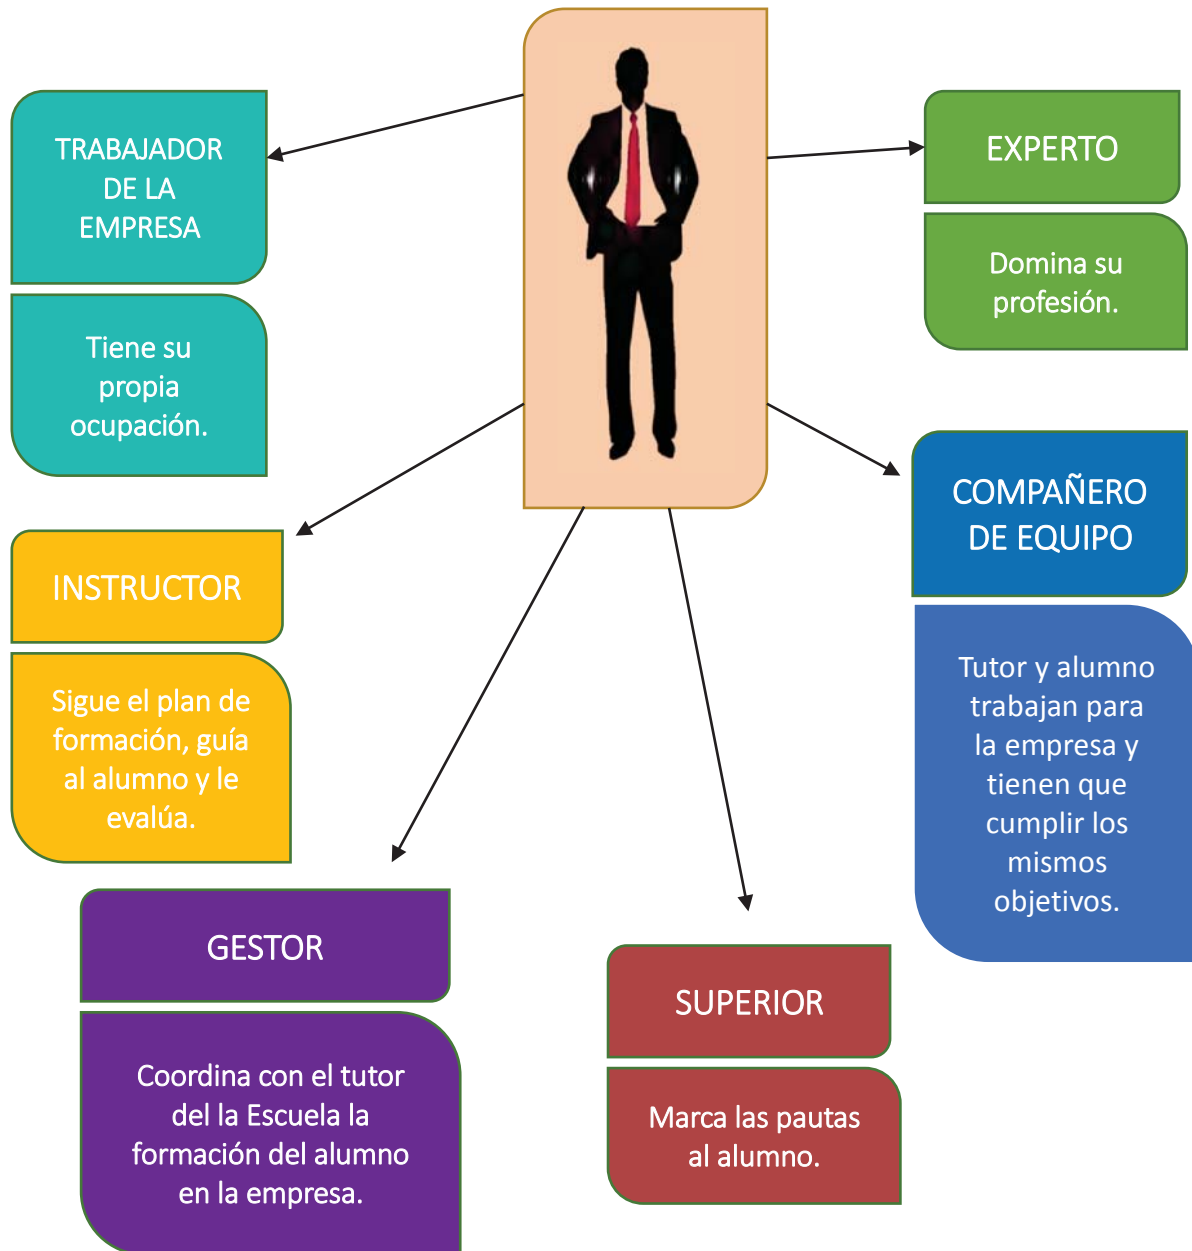 TRABAJADOR
DE LA
EMPRESA
Tiene su
propia
ocupación.
EXPERTO
Domina su
profesión.
INSTRUCTOR
Sigue el plan de
formación, guía
al alumno y le
evalúa.
COMPAÑERO
DE EQUIPO
Tutor y alumno
trabajan para
la empresa y
tienen que
cumplir los
mismos
objetivos.
GESTOR
Coordina con el tutor
del la Escuela la
formación del alumno
en la empresa.
SUPERIOR
Marca las pautas
al alumno.